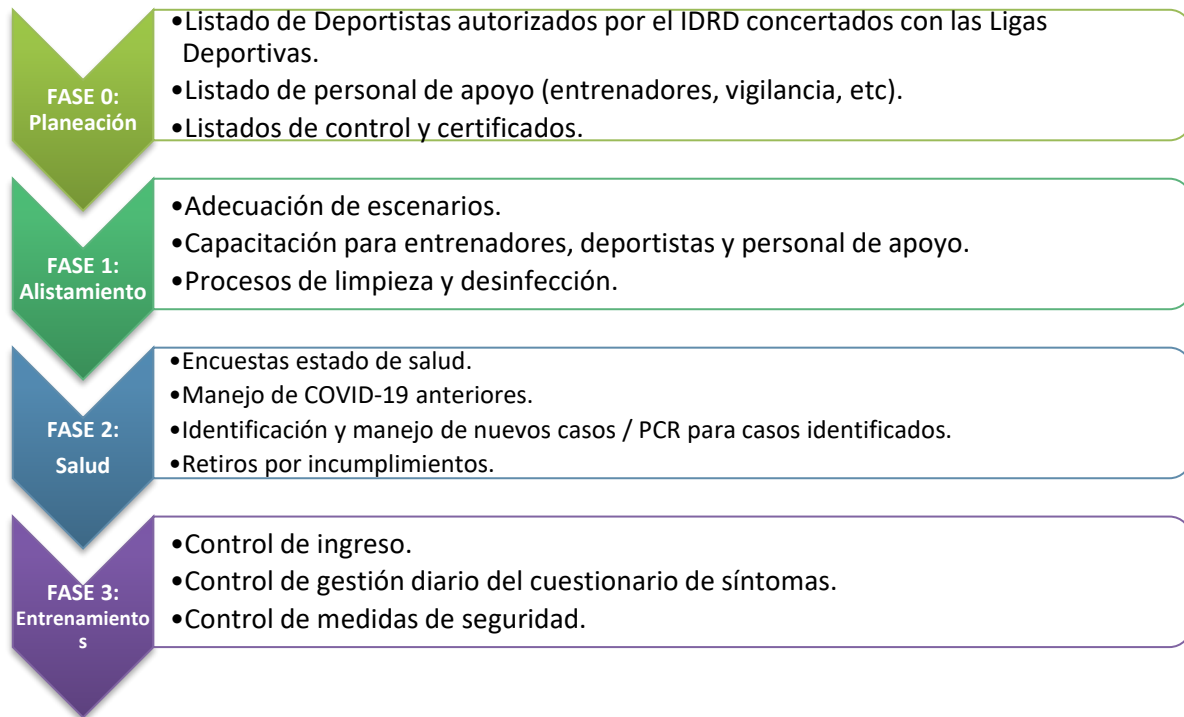 FASE 0:
Planeación
•Listado de Deportistas autorizados por el IDRD concertados con las Ligas
Deportivas.
•Listado de personal de apoyo (entrenadores, vigilancia, etc).
•Listados de control y certificados.
FASE 1:
Alistamiento
•Adecuación de escenarios.
•Capacitación para entrenadores, deportistas y personal de apoyo.
•Procesos de limpieza y desinfección.
FASE 2:
Salud
•Encuestas estado de salud.
•Manejo de COVID-19 anteriores.
•Identificación y manejo de nuevos casos / PCR para casos identificados.
•Retiros por incumplimientos.
FASE 3:
Entrenamiento
s
•Control de ingreso.
•Control de gestión diario del cuestionario de síntomas.
•Control de medidas de seguridad.